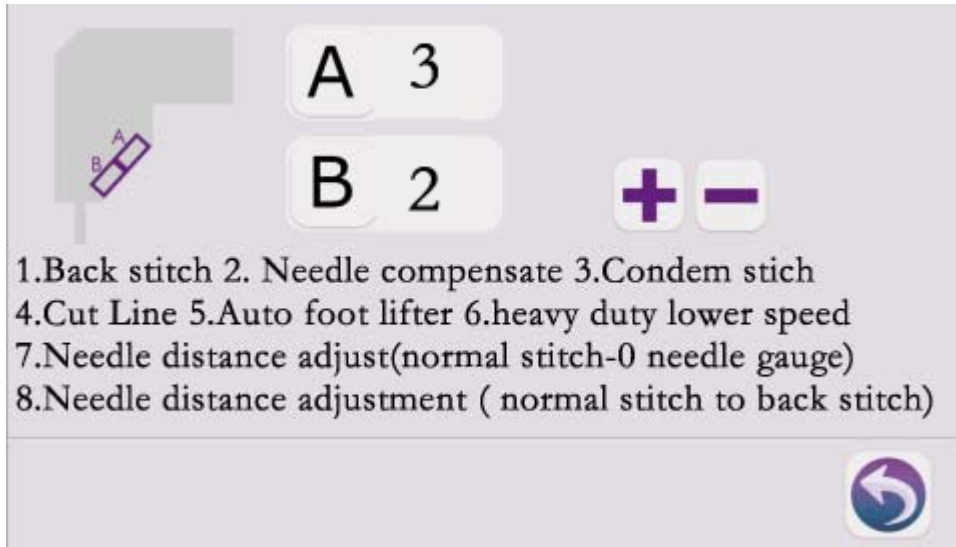 A 3
A
B
B 2
1.Back stitch 2. Needle compensate 3.Condem stich
4.Cut Line 5.Auto foot lifter 6.heavy duty lower speed
7.Needle distance adjust(normal stitch-0 needle gauge)
8.Needle distance adjustment ( normal stitch to back stitch)